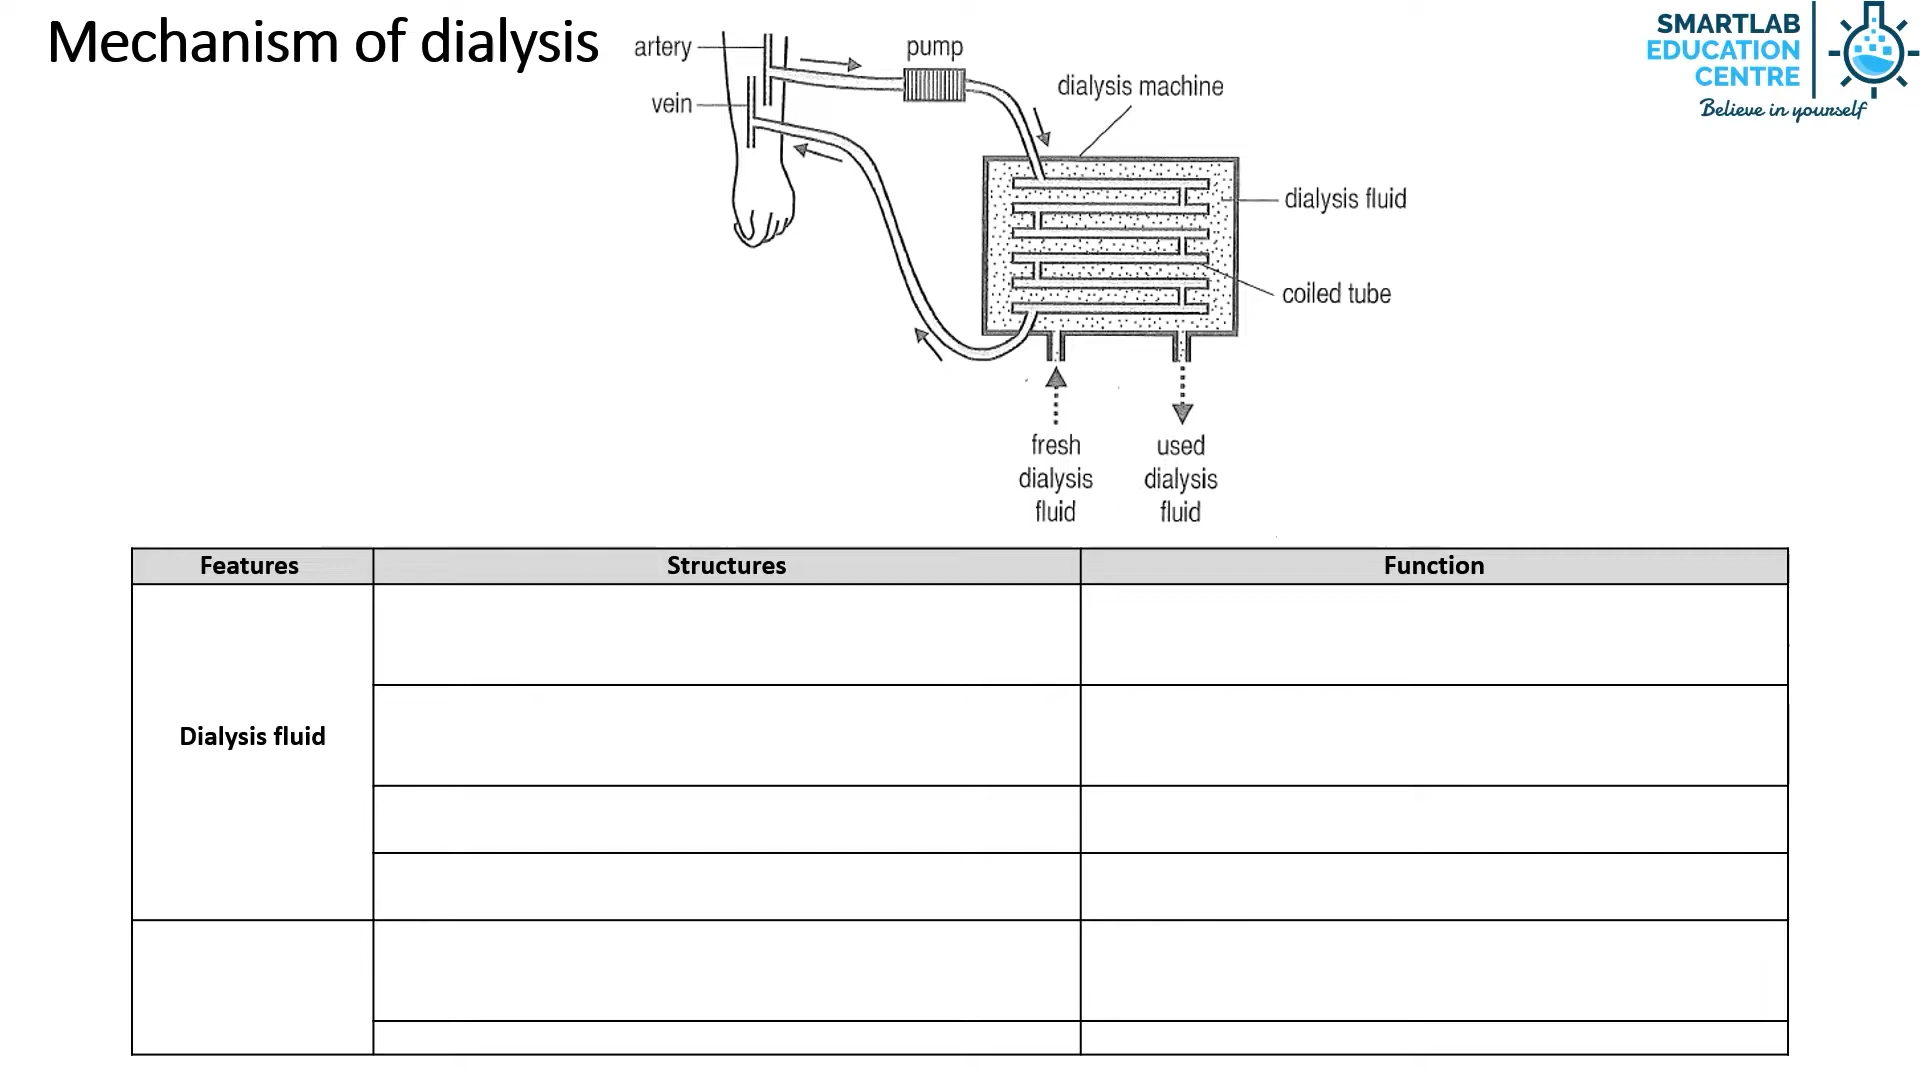 Mechanism of dialysis
SMARTLAB
EDUCATION
CENTRE
Believe in yourself
artery
pump
dialysis machine
vein
dialysis fluid
coiled tube
fresh
dialysis
fluid
used
dialysis
fluid
Features Structures Function
Dialysis fluid